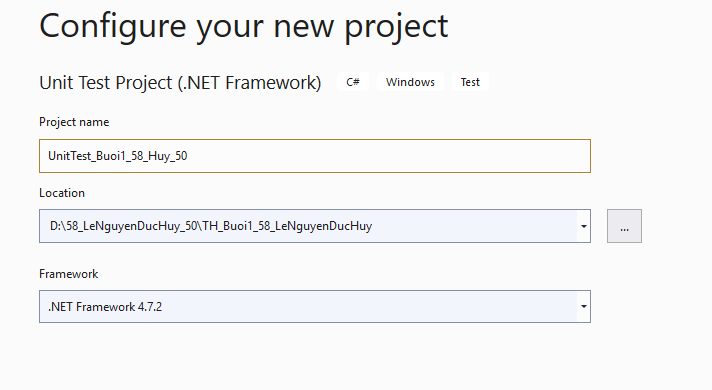 Configure your new project
Unit Test Project (.NET Framework) C# Windows Test
Project name
UnitTest_Buoi1_58_Huy_50
Location
D:\58_LeNguyenDucHuy_50\TH_Buoi1_58_LeNguyenDucHuy
...
Framework
.NET Framework 4.7.2